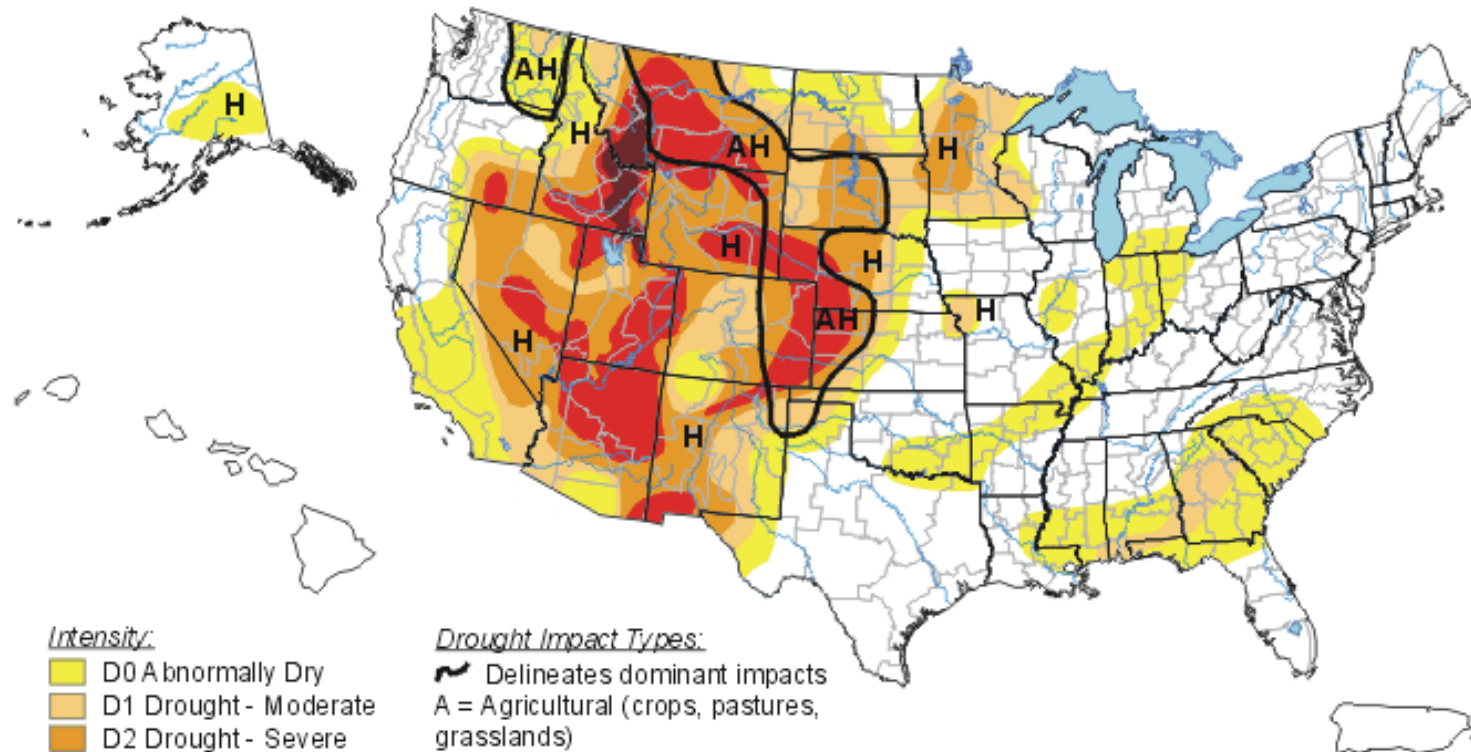 AH
H
H
AH
H
H
H
AH
H
H
H
Intensity:
D0 Abnormally Dry
D1 Drought - Moderate
D2 Drought - Severe
Drought Impact Types:
Delineates dominant impacts
A = Agricultural (crops, pastures,
grasslands)